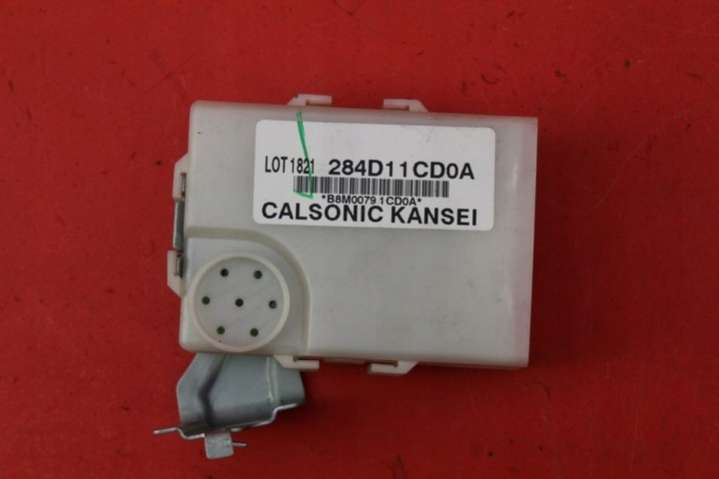 LOT 1821 284D11CD0A
*B8M0079 1CD0A*
CALSONIC KANSEI